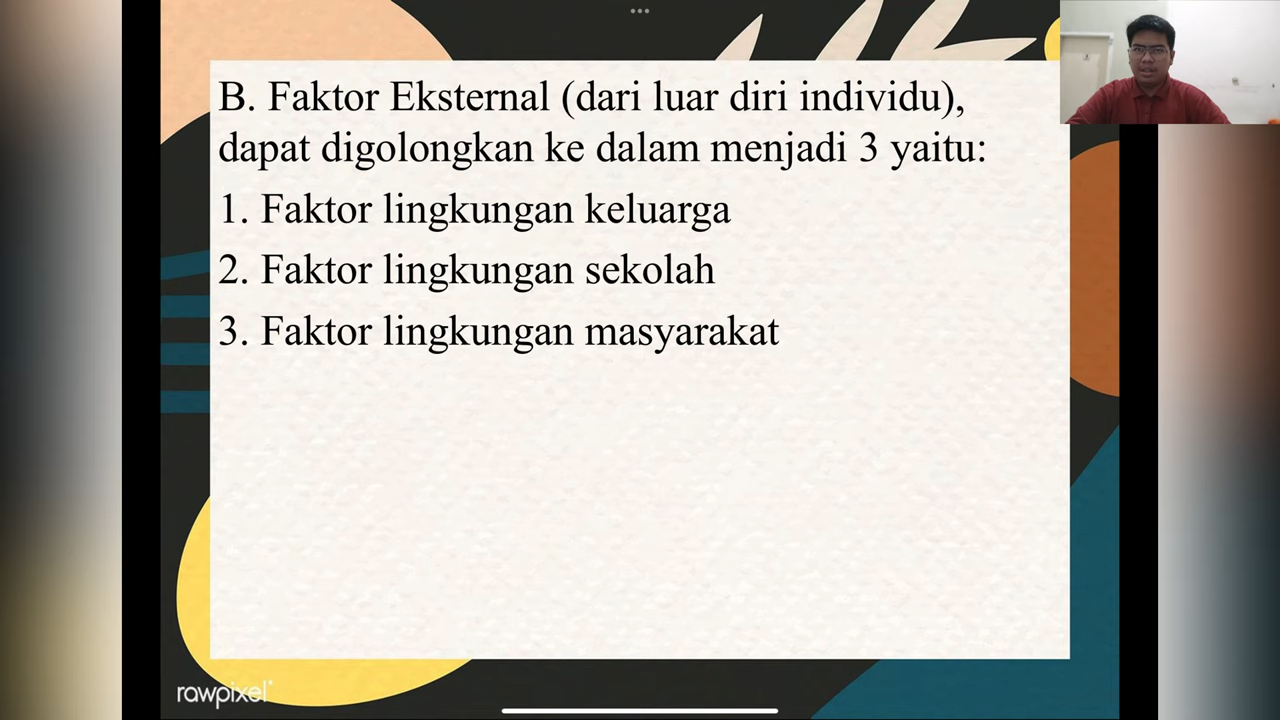 B. Faktor Eksternal (dari luar diri individu),
dapat digolongkan ke dalam menjadi 3 yaitu:
1. Faktor lingkungan keluarga
2. Faktor lingkungan sekolah
3. Faktor lingkungan masyarakat
rawpixel